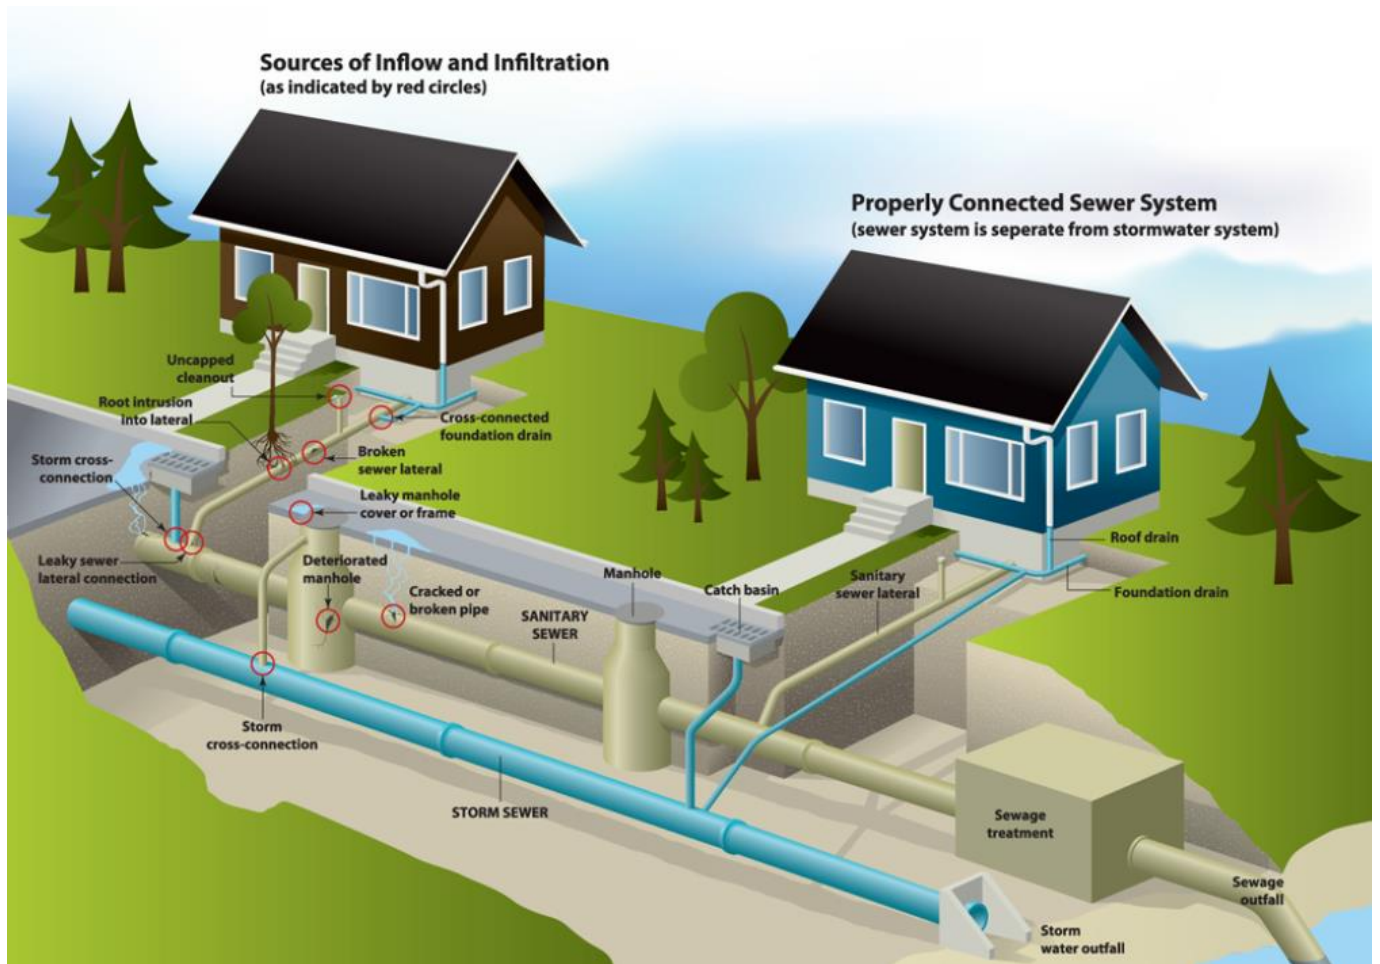 Sources of Inflow and Infiltration
(as indicated by red circles)
Properly Connected Sewer System
(sewer system is seperate from stormwater system)
Uncapped
cleanout
Root intrusion
into lateral
Cross-connected
foundation drain
Storm cross-
connection
Broken
sewer lateral
Leaky manhole
cover or frame
Leaky sewer
lateral connection
Deteriorated
manhole
Cracked or
broken pipe
SANITARY
SEWER
Manhole
Catch basin
Sanitary
sewer lateral
Roof drain
Foundation drain
Storm
cross-connection
STORM SEWER
Sewage
treatment
Sewage
outfall
Storm
water outfall